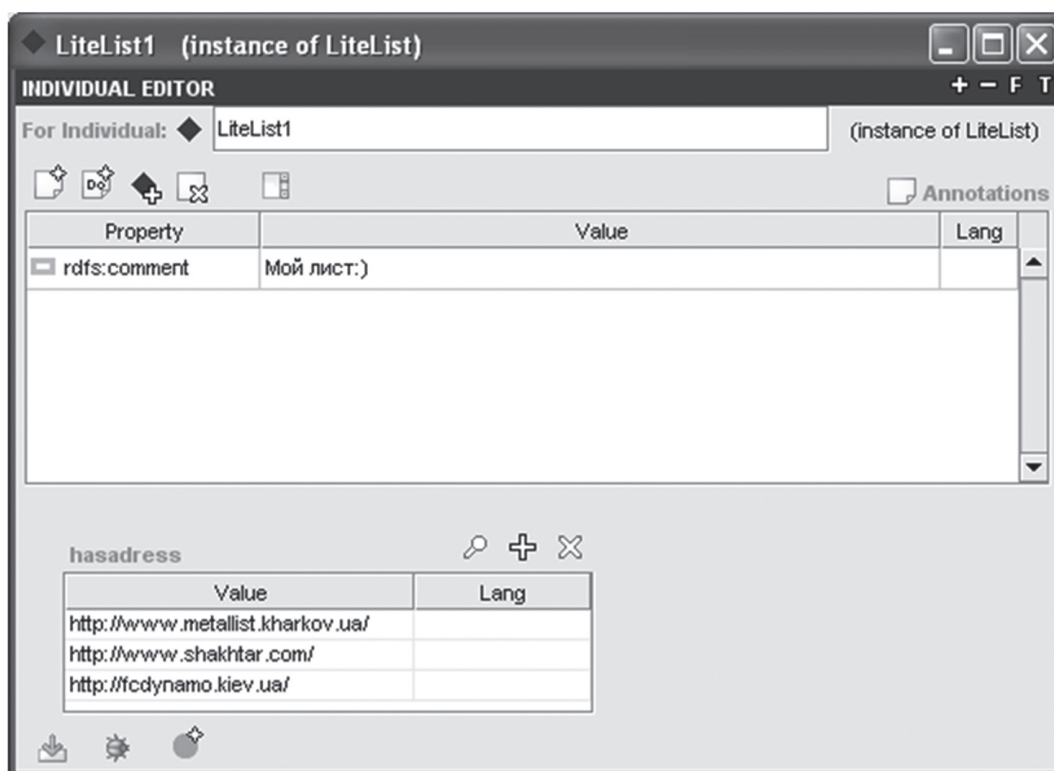 LiteList1 (instance of LiteList)
INDIVIDUAL EDITOR + − F T
For Individual: LiteList1 (instance of LiteList)
Annotations
Property Value Lang
rdfs:comment Мой лист:)
hasadress
Value Lang
http://www.metallist.kharkov.ua/
http://www.shakhtar.com/
http://fcdynamo.kiev.ua/